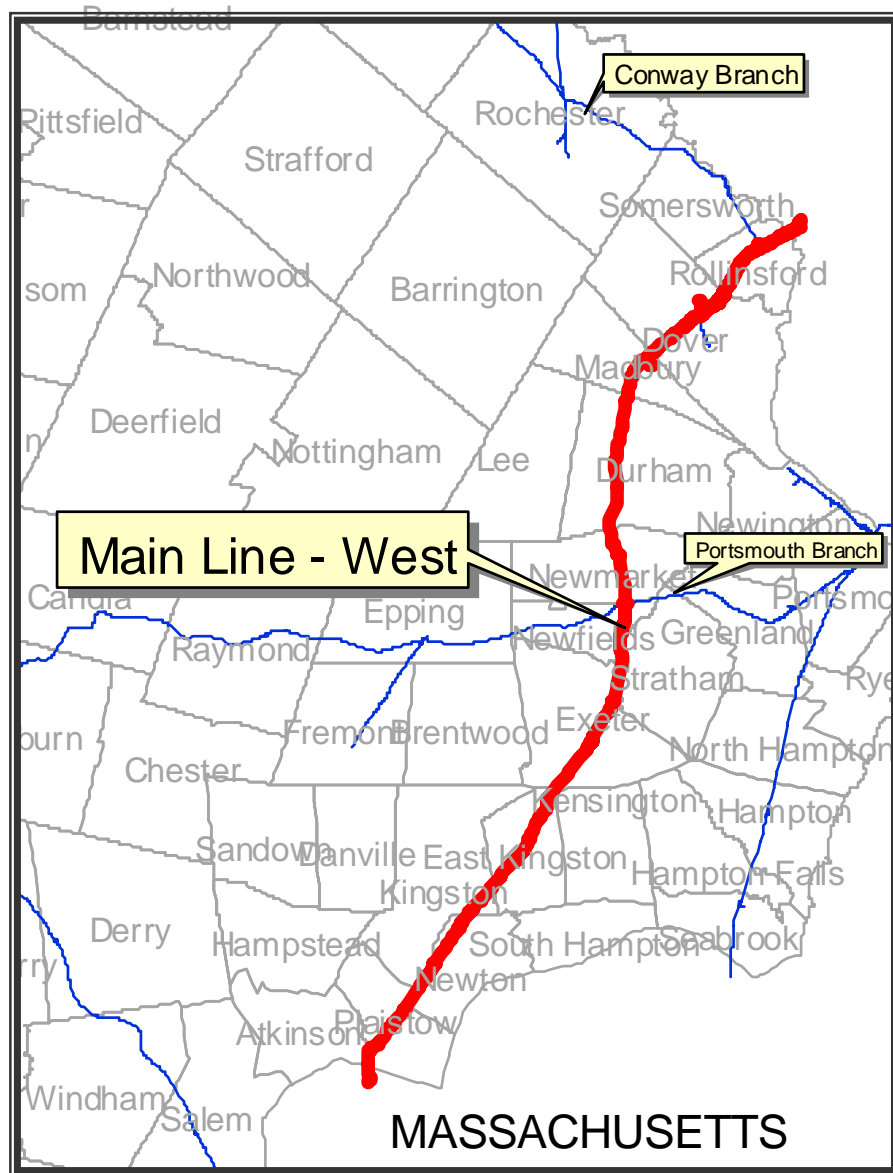 Barnstead
Conway Branch
Pittsfield
Rochester
Strafford
r
Somersworth
Northwood
Rollinsford
som
Barrington
Dover
Madbury
Deerfield
n
Nottingham
Lee
Durham
Newington
Main Line - West
Portsmouth Branch
Newmarket
Candia
Epping
Portsmo
Newfields
Greenland
Raymond
Stratham
Rye
Exeter
burn
Fremont
Brentwood
North Hampton
Chester
Kensington
Hampton
Sandown
Danville
East Kingston
Hampton Falls
Kingston
Derry
Hampstead
South Hampton
Seabrook
rry
Newton
Atkinson
Plaistow
Windham
Salem
MASSACHUSETTS